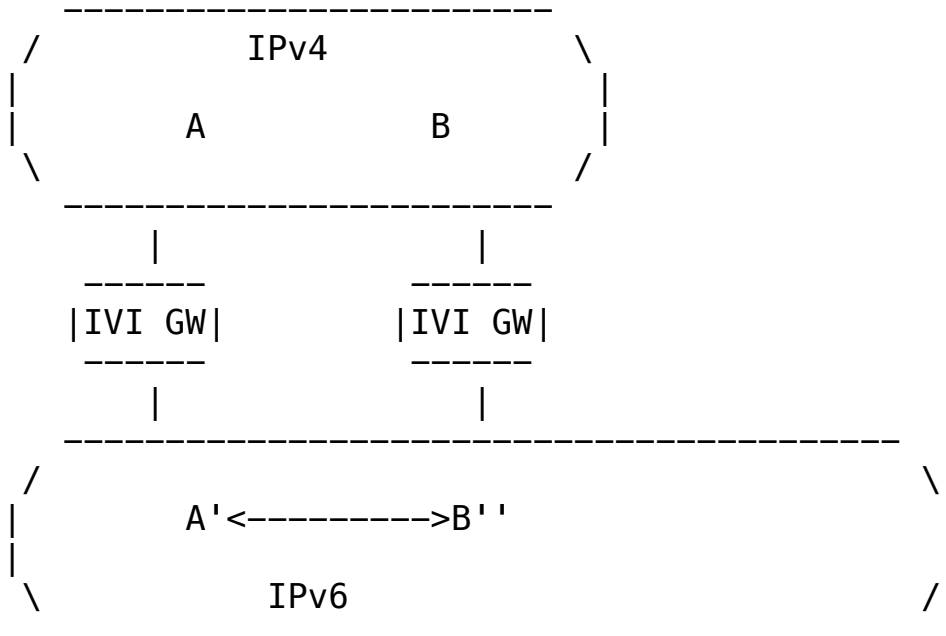 ------------------------
/ IPv4 \
| |
| A B |
\ /
------------------------
| |
------ ------
|IVI GW| |IVI GW|
------ ------
| |
-----------------------------------------
/ \
| A'<--------->B''
|
\ IPv6 /